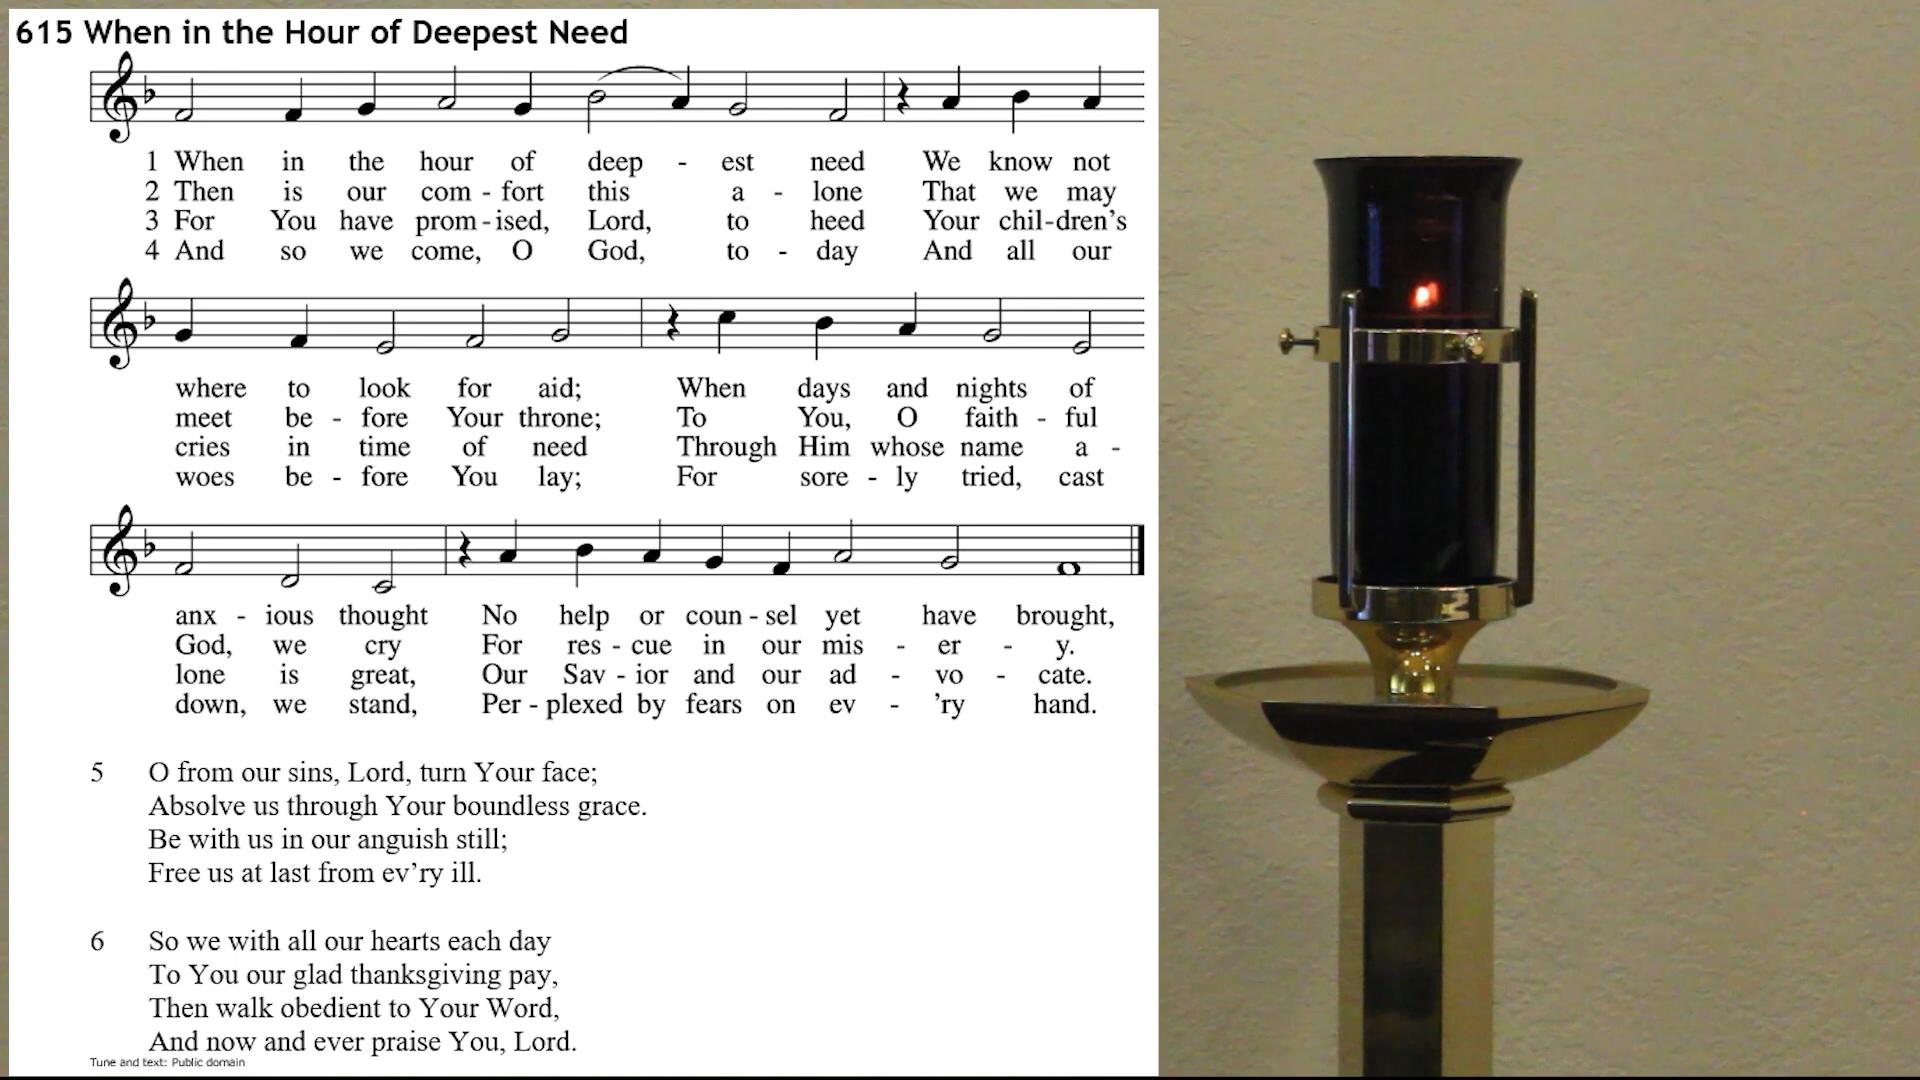 615 When in the Hour of Deepest Need
1 When in the hour of deep - est need We know not
2 Then is our com - fort this a - lone That we may
3 For You have prom - ised, Lord, to heed Your chil - dren's
4 And so we come, O God, to - day And all our
where to look for aid; When days and nights of
meet be - fore Your throne; To You, O faith - ful
cries in time of need Through Him whose name a -
woes be - fore You lay; For sore - ly tried, cast
anx - ious thought No help or coun - sel yet have brought,
God, we cry For res - cue in our mis - er - y.
lone is great, Our Sav - ior and our ad - vo - cate.
down, we stand, Per - plexed by fears on ev - 'ry hand.
5 O from our sins, Lord, turn Your face;
Absolve us through Your boundless grace.
Be with us in our anguish still;
Free us at last from ev'ry ill.
6 So we with all our hearts each day
To You our glad thanksgiving pay,
Then walk obedient to Your Word,
And now and ever praise You, Lord.
Tune and text: Public domain